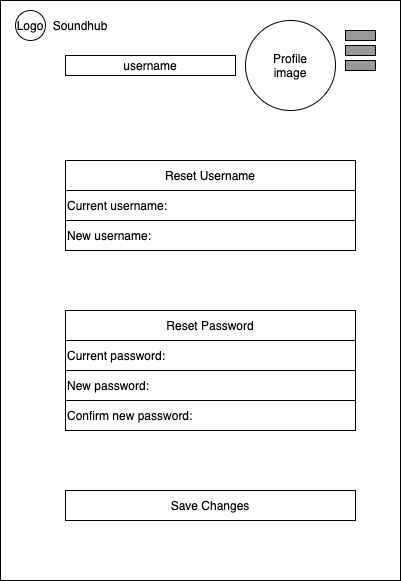 Logo Soundhub
username
Profile
image
Reset Username
Current username:
New username:
Reset Password
Current password:
New password:
Confirm new password:
Save Changes